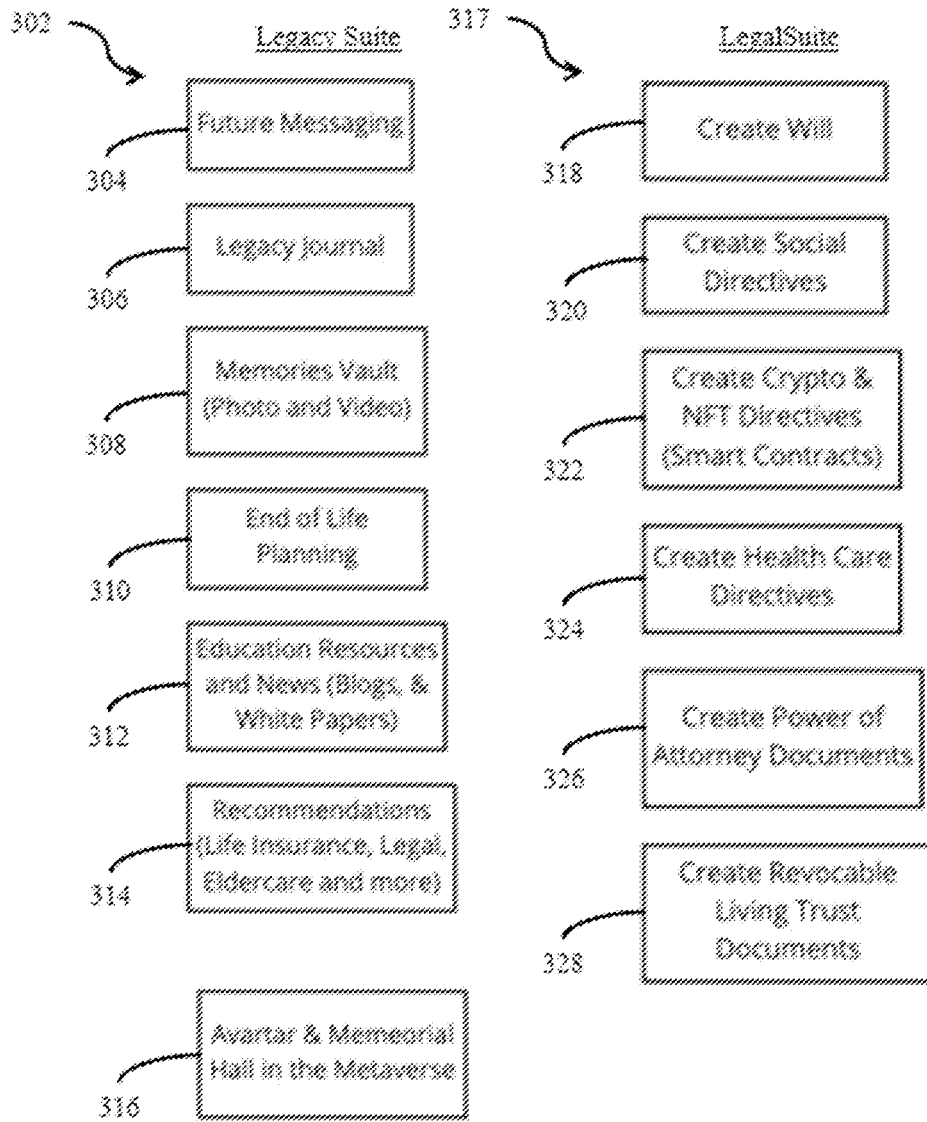 302
Legacy Suite
Future Messaging
304
Legacy Journal
306
Memories Vault
(Photo and Video)
308
End of Life
Planning
310
Education Resources
and News (Blogs, &
White Papers)
312
Recommendations
(Life Insurance, Legal,
Eldercare and more)
314
Avartar & Memeorial
Hall in the Metaverse
316
317
LegalSuite
Create Will
318
Create Social
Directives
320
Create Crypto &
NFT Directives
(Smart Contracts)
322
Create Health Care
Directives
324
Create Power of
Attorney Documents
326
Create Revocable
Living Trust
Documents
328